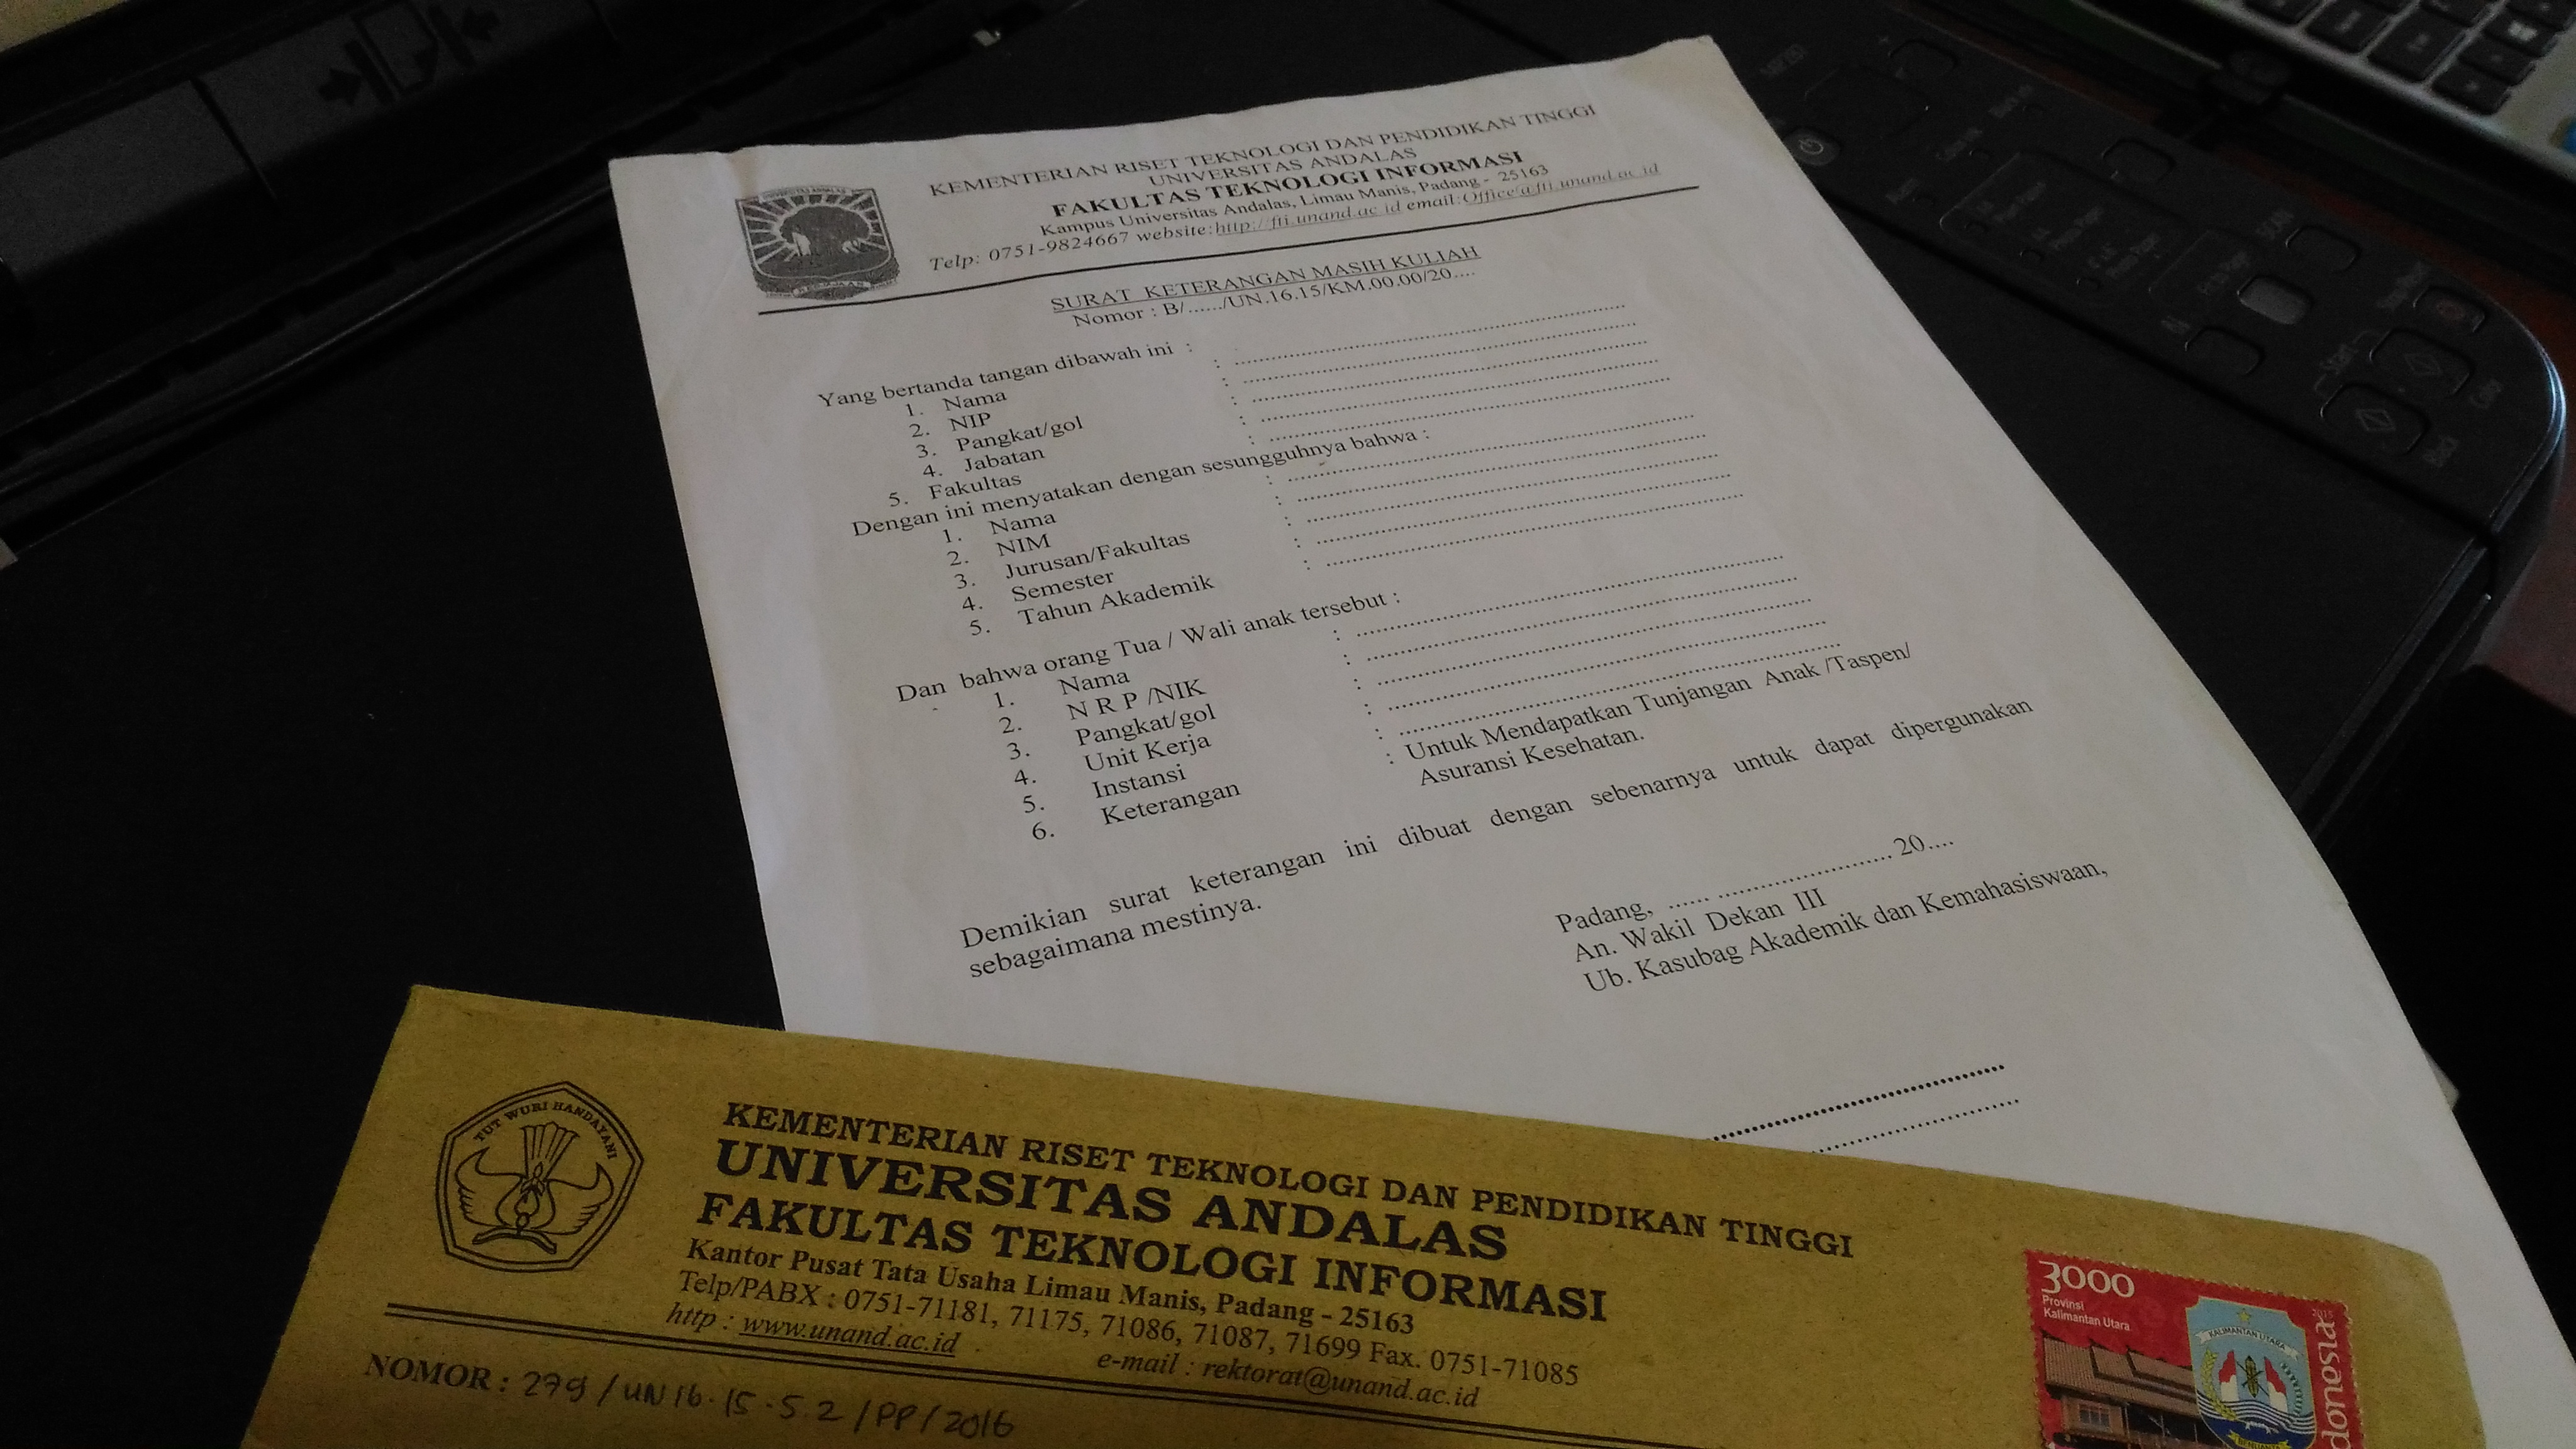 KEMENTERIAN RISET TEKNOLOGI DAN PENDIDIKAN TINGGI
UNIVERSITAS ANDALAS
FAKULTAS TEKNOLOGI INFORMASI
Kampus Universitas Andalas, Limau Manis, Padang - 25163
Telp: 0751-9824667 website:http://fti.unand.ac.id email:Office@fti.unand.ac.id
SURAT KETERANGAN MASIH KULIAH
Nomor : B/....../UN.16.15/KM.00.00/20....
Yang bertanda tangan dibawah ini :
1. Nama : ....................
2. NIP : ....................
3. Pangkat/gol : ....................
4. Jabatan : ....................
5. Fakultas : ....................
Dengan ini menyatakan dengan sesungguhnya bahwa :
1. Nama : ....................
2. NIM : ....................
3. Jurusan/Fakultas : ....................
4. Semester : ....................
5. Tahun Akademik : ....................
Dan bahwa orang Tua / Wali anak tersebut :
1. Nama : ....................
2. N R P /NIK : ....................
3. Pangkat/gol : ....................
4. Unit Kerja : ....................
5. Instansi : ....................
6. Keterangan : Untuk Mendapatkan Tunjangan Anak /Taspen/
Asuransi Kesehatan.
Demikian surat keterangan ini dibuat dengan sebenarnya untuk dapat dipergunakan
sebagaimana mestinya.
Padang, ...... ........................ 20....
An. Wakil Dekan III
Ub. Kasubag Akademik dan Kemahasiswaan,
TUT WURI HANDAYANI
KEMENTERIAN RISET TEKNOLOGI DAN PENDIDIKAN TINGGI
UNIVERSITAS ANDALAS
FAKULTAS TEKNOLOGI INFORMASI
Kantor Pusat Tata Usaha Limau Manis, Padang - 25163
Telp/PABX : 0751-71181, 71175, 71086, 71087, 71699 Fax. 0751-71085
http : www.unand.ac.id e-mail : rektorat@unand.ac.id
NOMOR : 279/UN16.15.5.2/PP/2016
3000
Provinsi
Kalimantan Utara
2015
KALIMANTAN UTARA